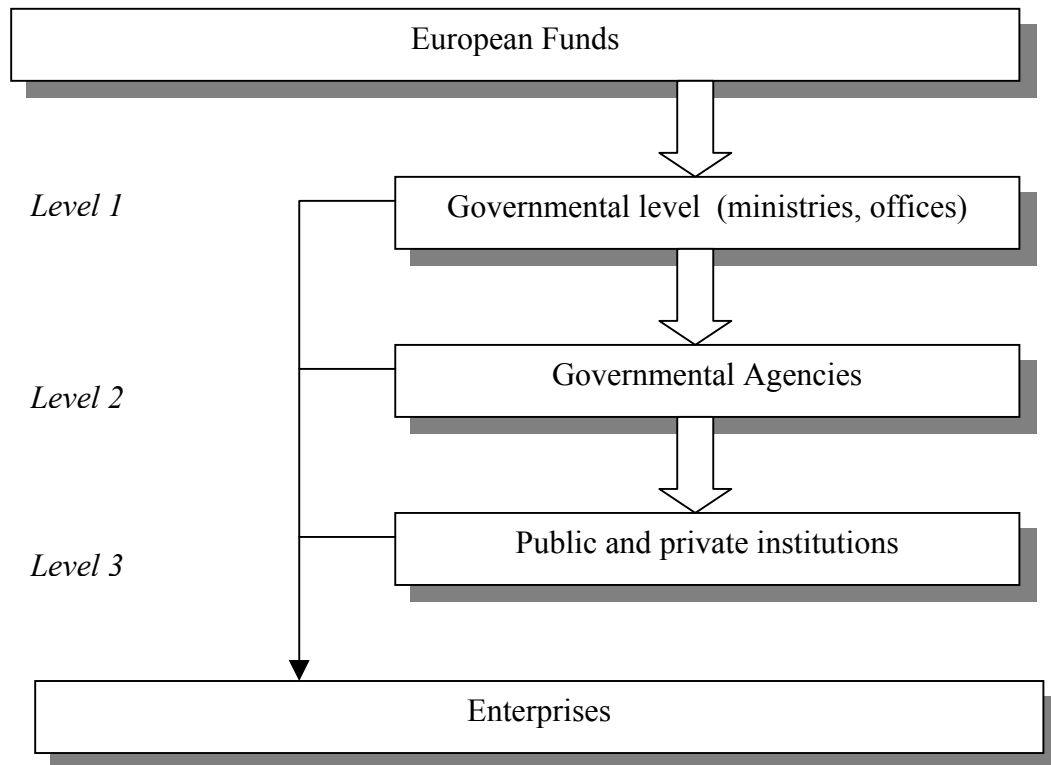 European Funds
Level 1
Governmental level (ministries, offices)
Level 2
Governmental Agencies
Level 3
Public and private institutions
Enterprises